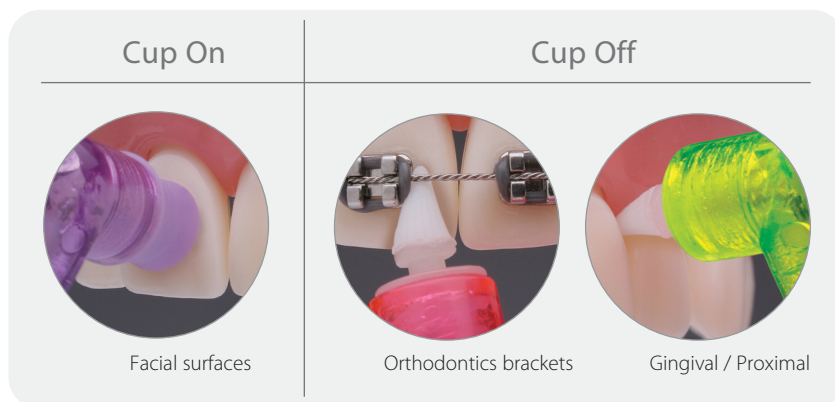 Cup On
Cup Off
Facial surfaces
Orthodontics brackets
Gingival / Proximal